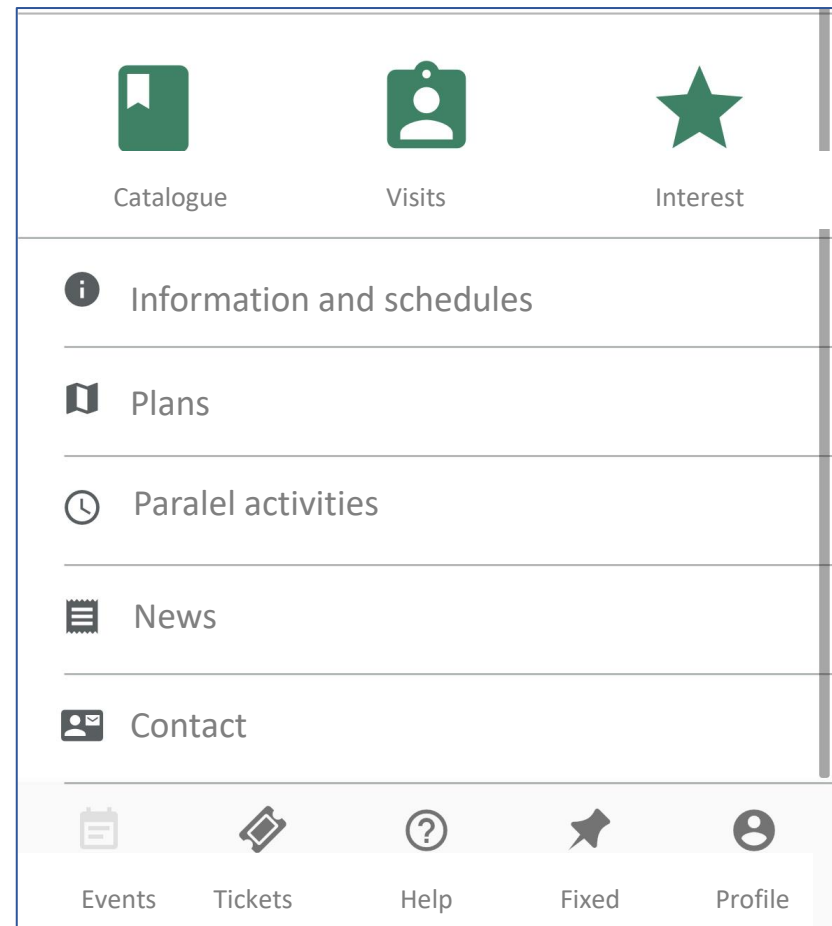 Catalogue Visits Interest
Information and schedules
Plans
Paralel activities
News
Contact
Events Tickets Help Fixed Profile